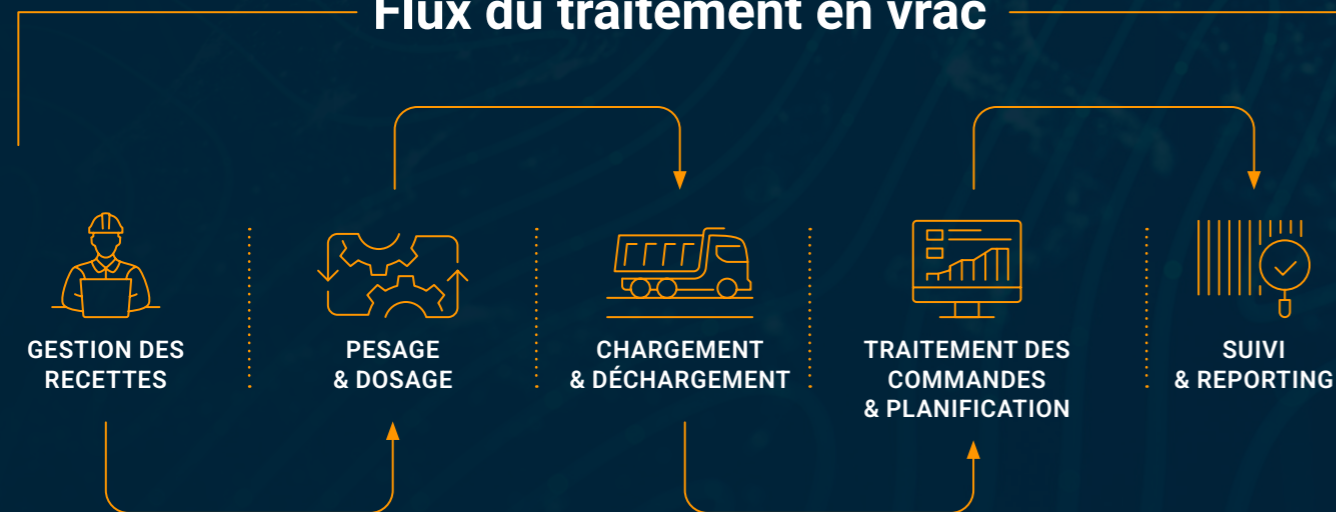 Flux du traitement en vrac
GESTION DES
RECETTES
PESAGE
& DOSAGE
CHARGEMENT
& DÉCHARGEMENT
TRAITEMENT DES
COMMANDES
& PLANIFICATION
SUIVI
& REPORTING